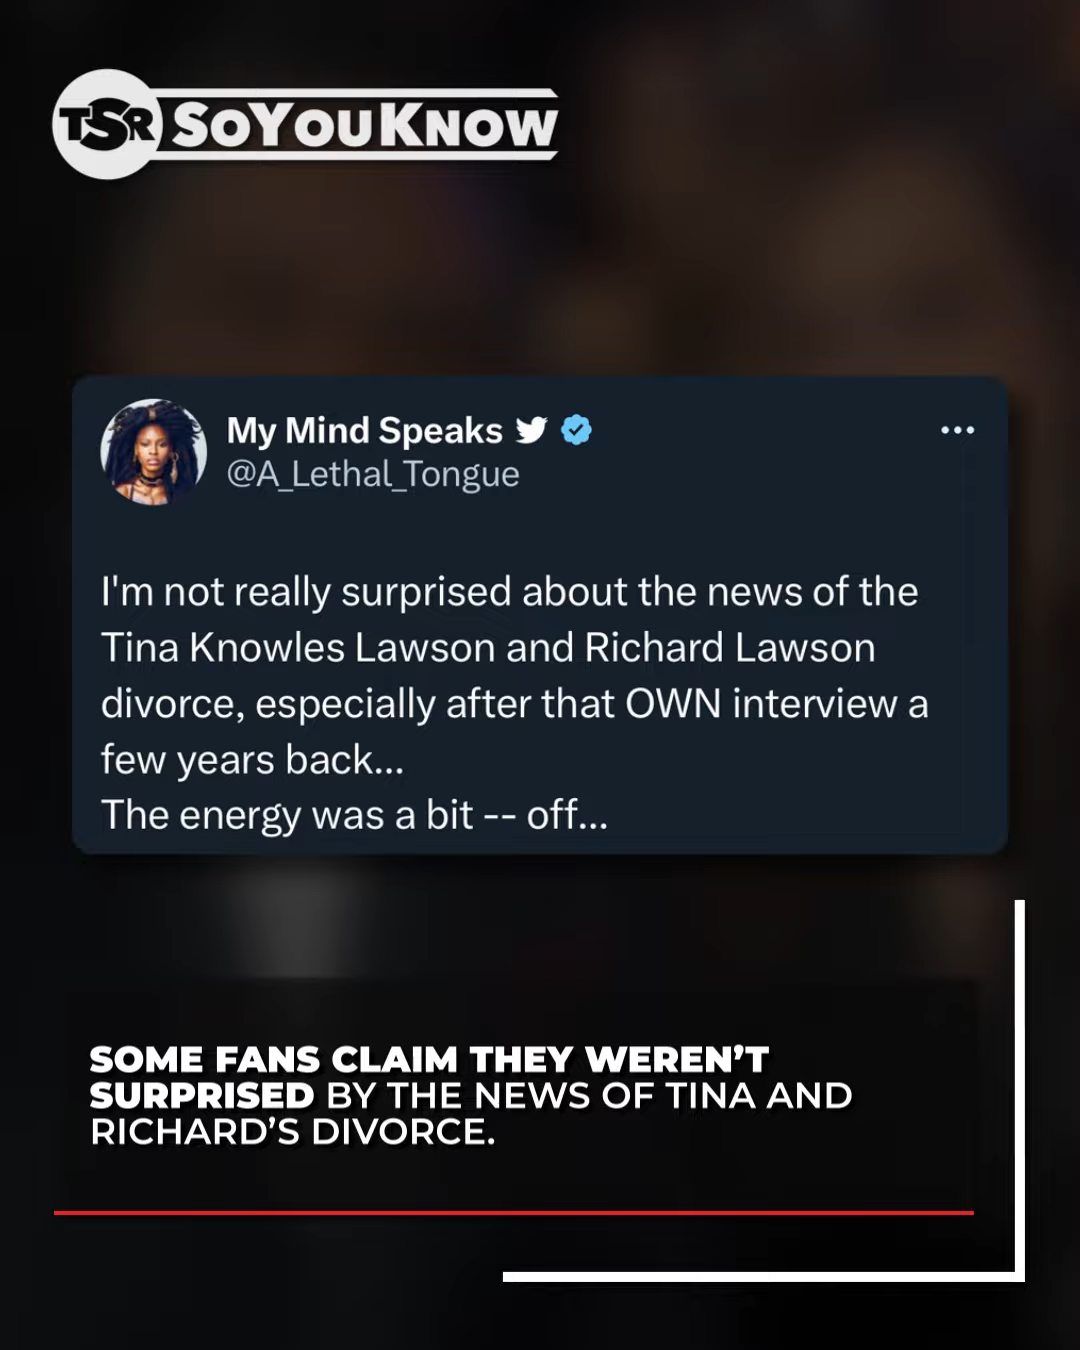 TSR SOYOUKNOW
My Mind Speaks
@A_Lethal_Tongue
I'm not really surprised about the news of the
Tina Knowles Lawson and Richard Lawson
divorce, especially after that OWN interview a
few years back...
The energy was a bit -- off...
SOME FANS CLAIM THEY WEREN’T
SURPRISED BY THE NEWS OF TINA AND
RICHARD’S DIVORCE.